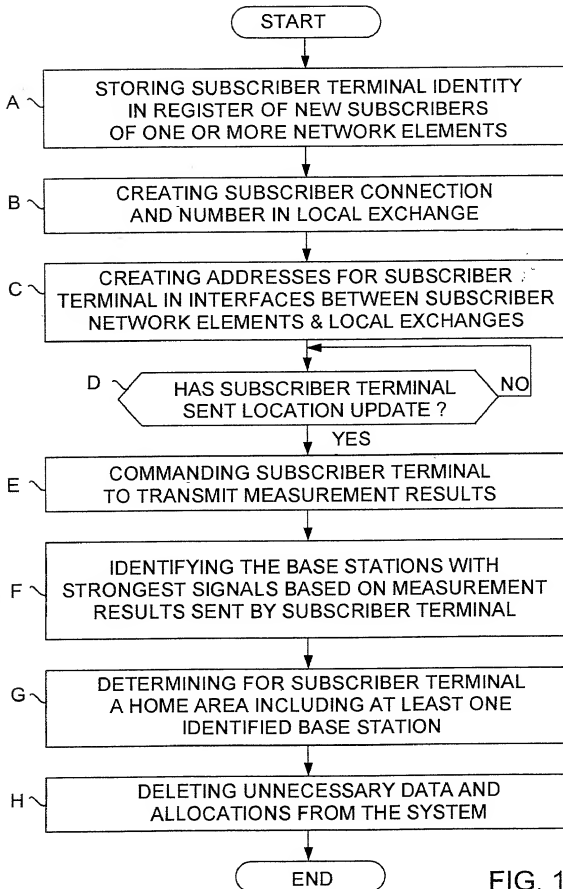 START
A
STORING SUBSCRIBER TERMINAL IDENTITY
IN REGISTER OF NEW SUBSCRIBERS
OF ONE OR MORE NETWORK ELEMENTS
B
CREATING SUBSCRIBER CONNECTION
AND NUMBER IN LOCAL EXCHANGE
C
CREATING ADDRESSES FOR SUBSCRIBER
TERMINAL IN INTERFACES BETWEEN SUBSCRIBER
NETWORK ELEMENTS & LOCAL EXCHANGES
D
HAS SUBSCRIBER TERMINAL
SENT LOCATION UPDATE ?
NO
YES
E
COMMANDING SUBSCRIBER TERMINAL
TO TRANSMIT MEASUREMENT RESULTS
F
IDENTIFYING THE BASE STATIONS WITH
STRONGEST SIGNALS BASED ON MEASUREMENT
RESULTS SENT BY SUBSCRIBER TERMINAL
G
DETERMINING FOR SUBSCRIBER TERMINAL
A HOME AREA INCLUDING AT LEAST ONE
IDENTIFIED BASE STATION
H
DELETING UNNECESSARY DATA AND
ALLOCATIONS FROM THE SYSTEM
END
FIG. 1